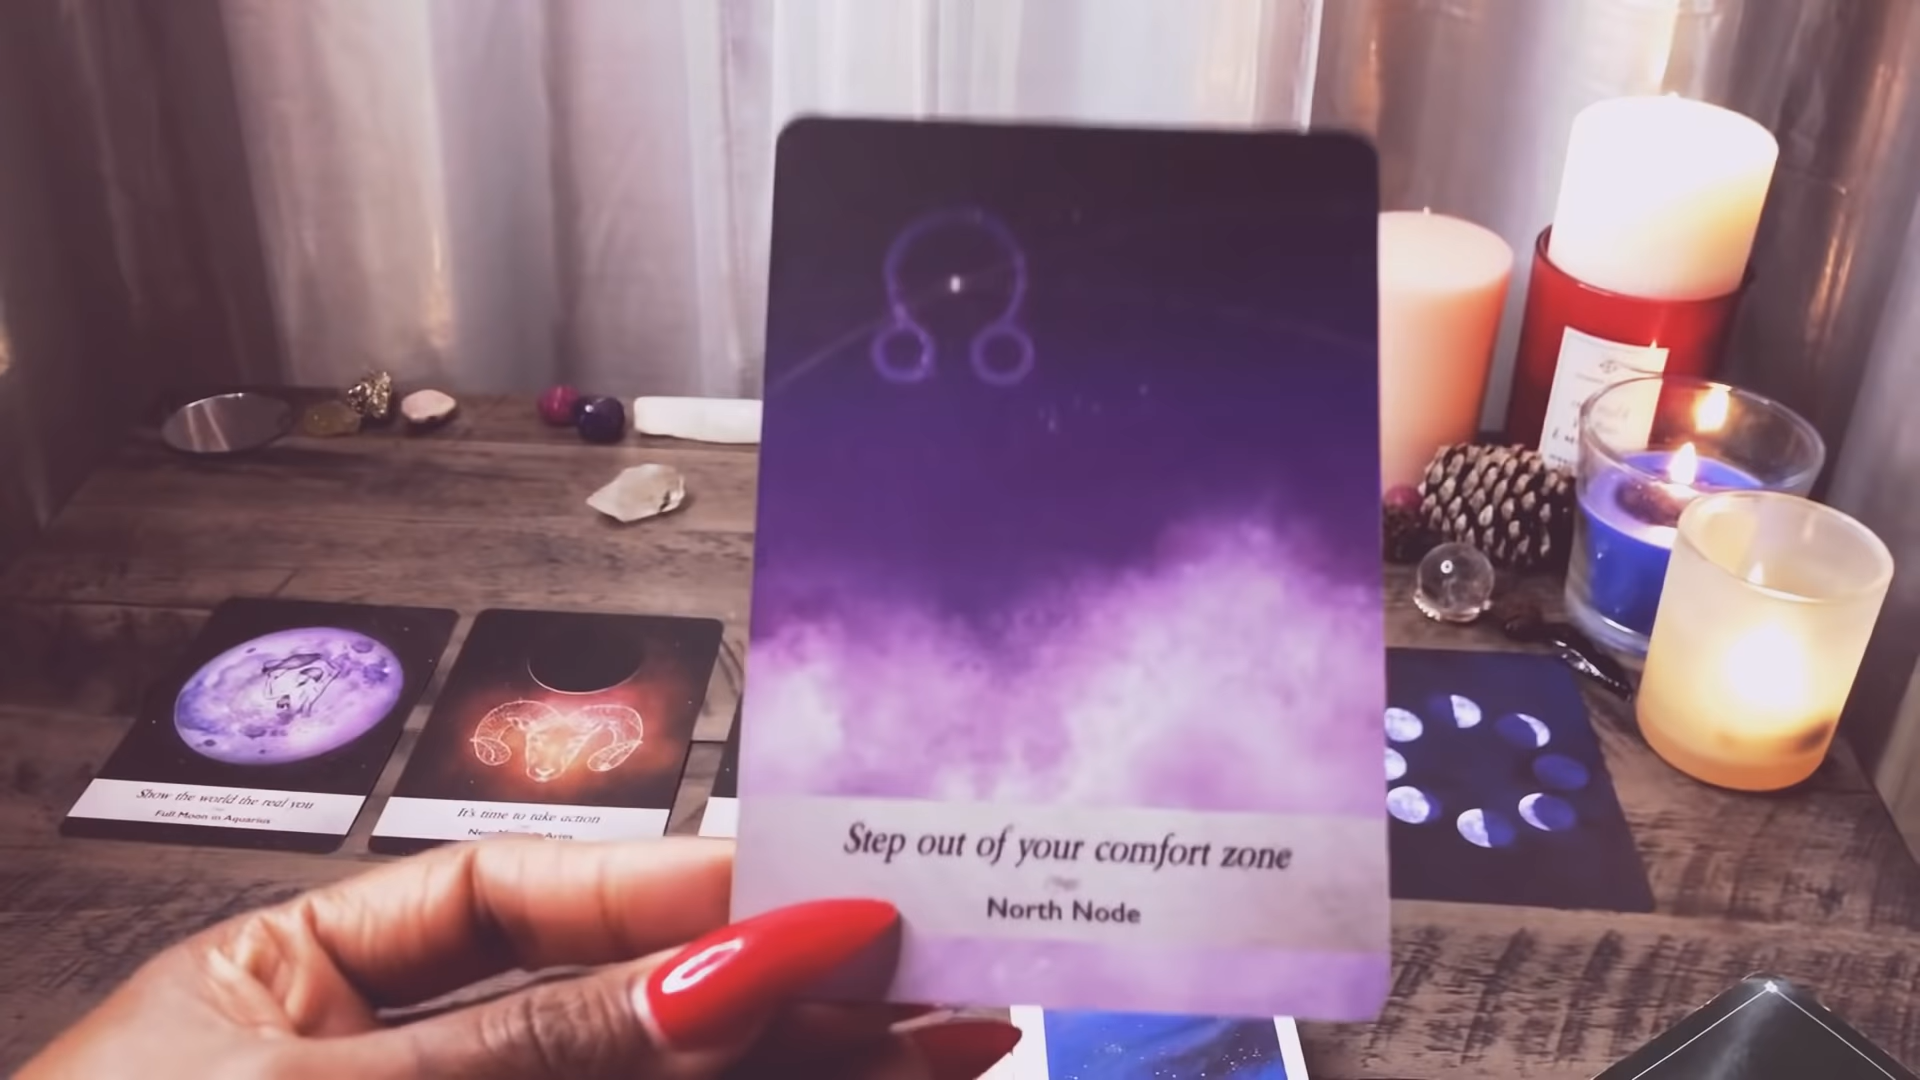 Step out of your comfort zone
North Node
Show the world the real you
Full Moon in Aquarius
It's time to take action
Aries